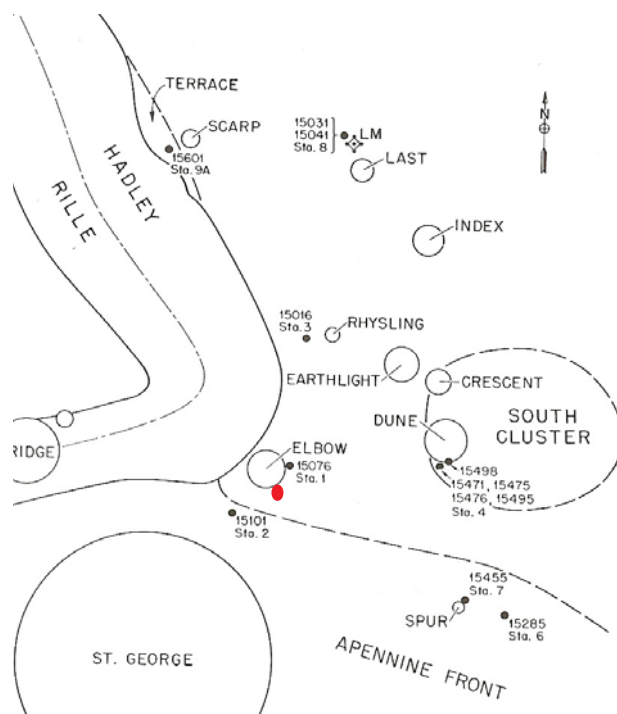 TERRACE
SCARP
15601
Sta. 9A
HADLEY
RILLE
15031
15041
Sta. 8
LM
LAST
N
INDEX
15016
Sta. 3
RHYSLING
EARTHLIGHT
CRESCENT
DUNE
SOUTH
CLUSTER
RIDGE
ELBOW
15076
Sta. 1
15498
15471, 15475
15476, 15495
Sta. 4
15101
Sta. 2
15455
Sta. 7
SPUR
15285
Sta. 6
ST. GEORGE
APENNINE FRONT